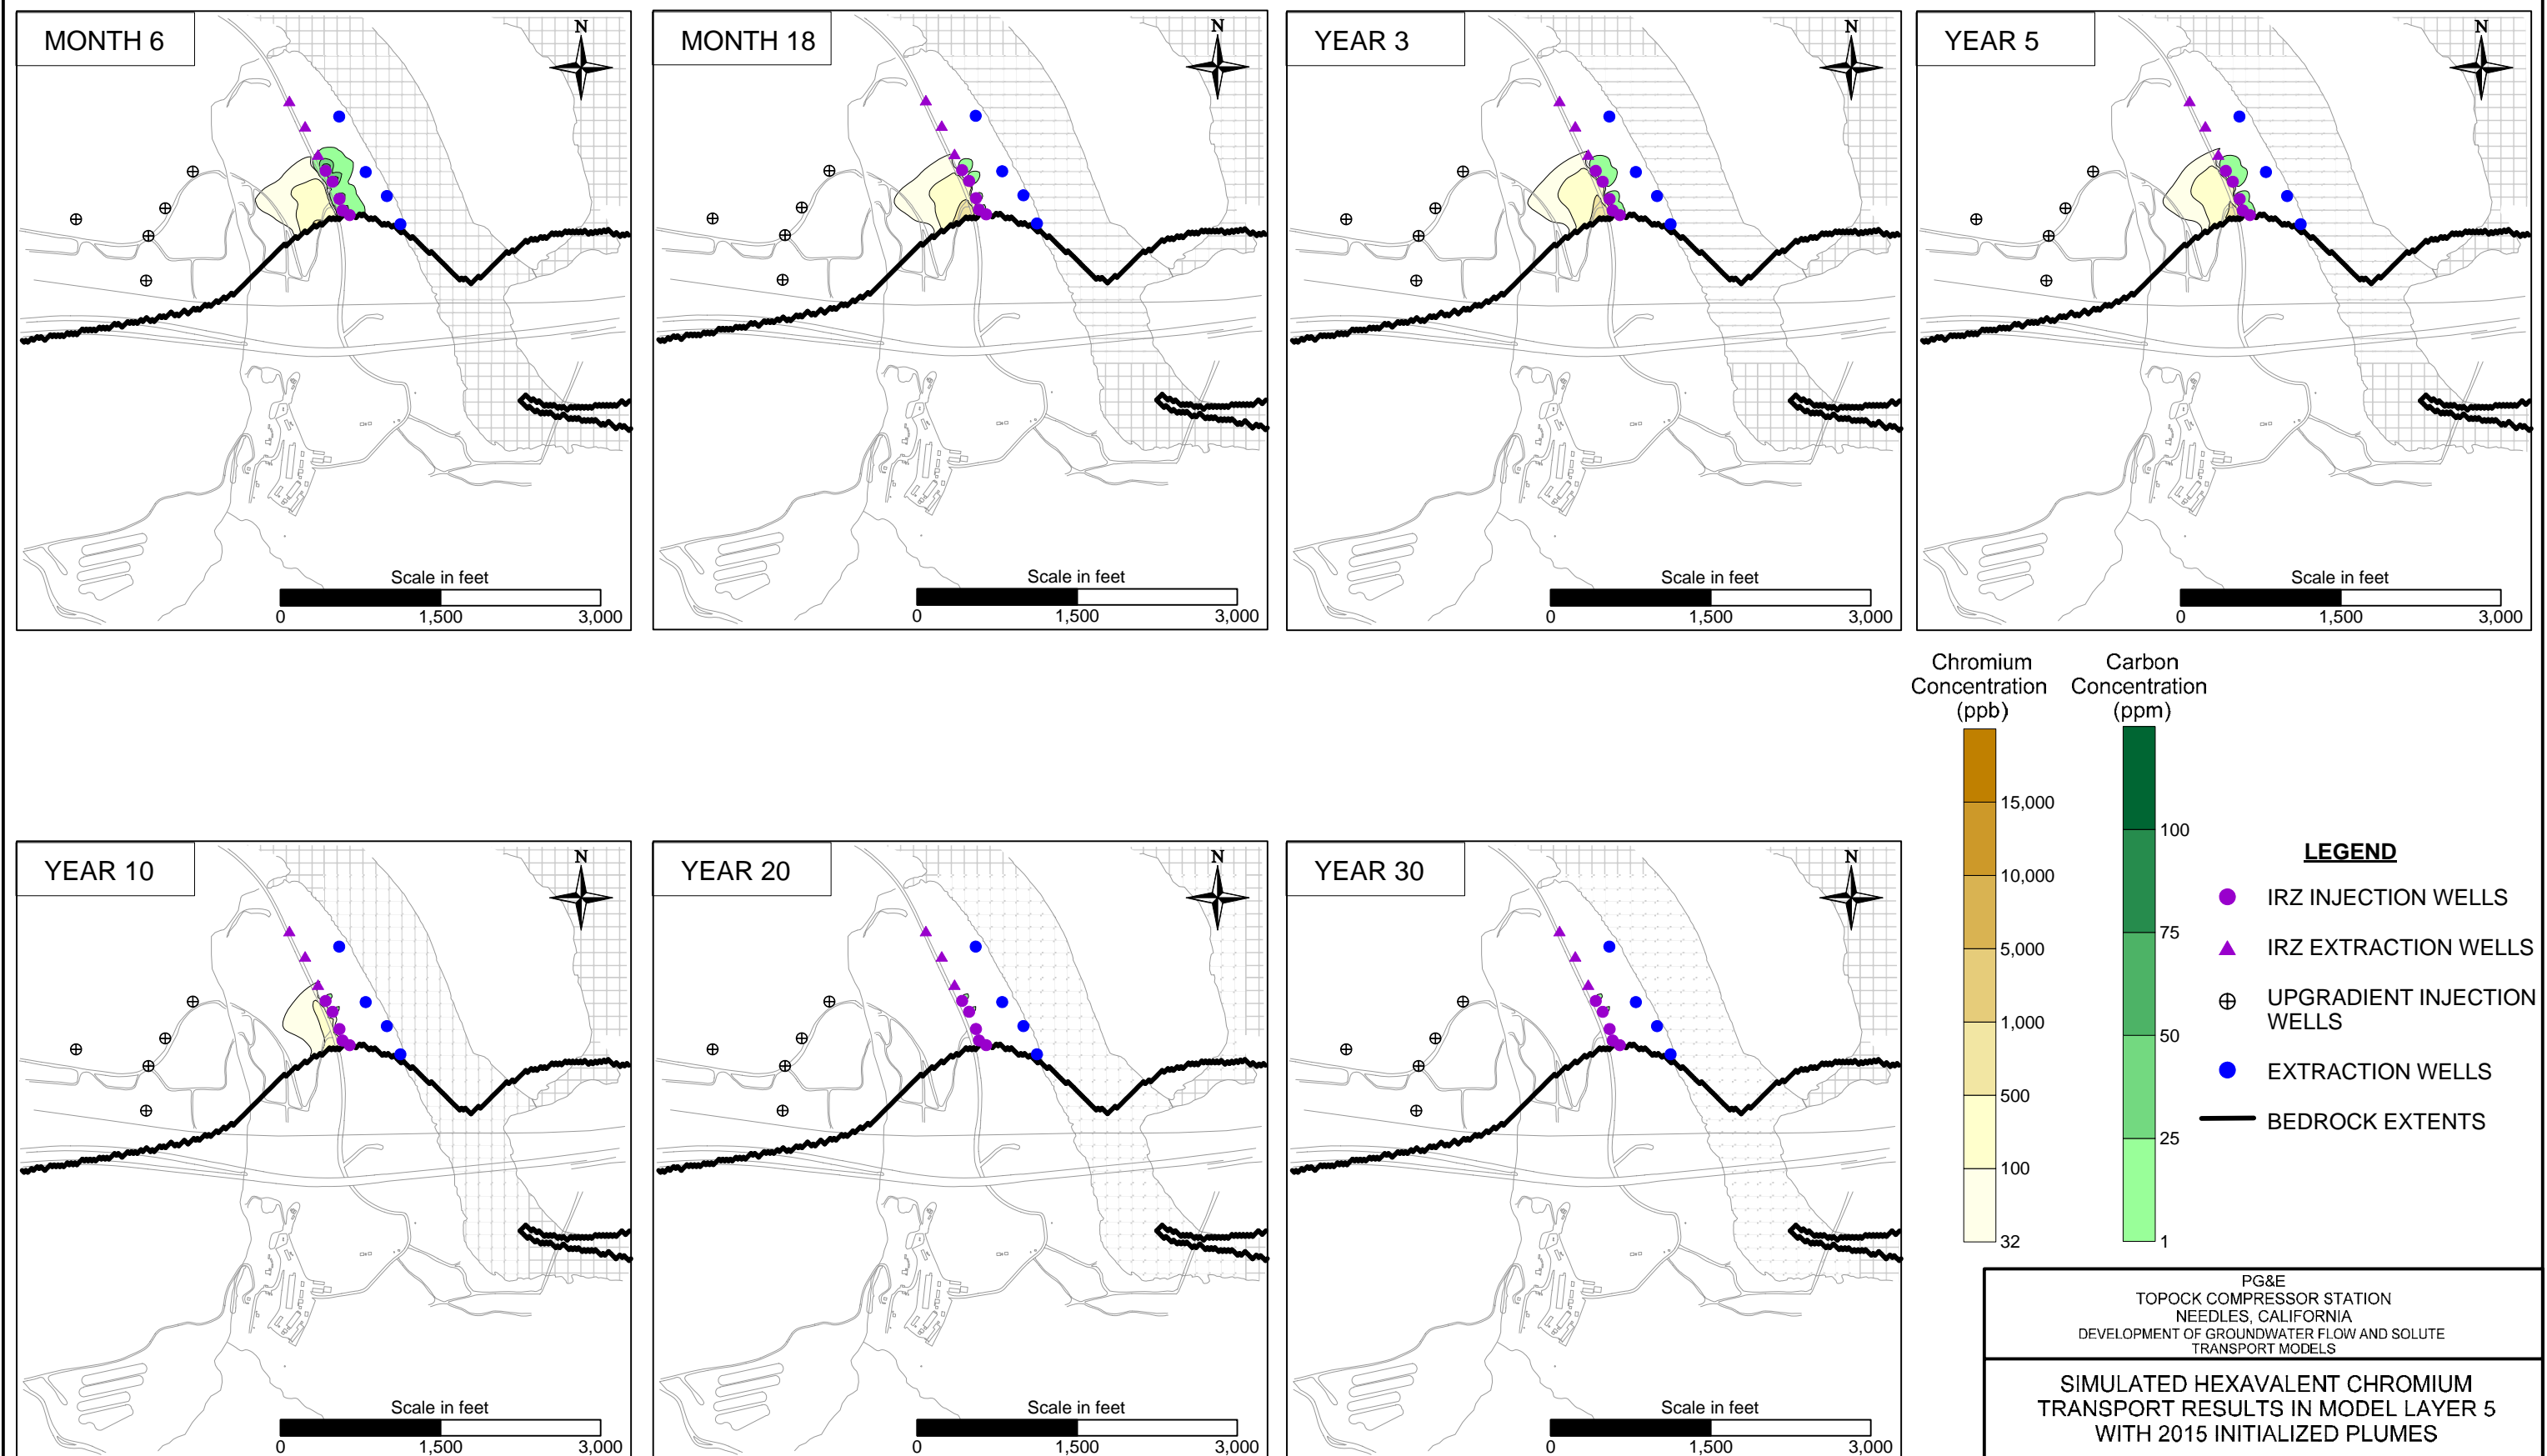 MONTH 6
N
Scale in feet
0 1,500 3,000
MONTH 18
N
Scale in feet
0 1,500 3,000
YEAR 3
N
Scale in feet
0 1,500 3,000
YEAR 5
N
Scale in feet
0 1,500 3,000
YEAR 10
N
Scale in feet
0 1,500 3,000
YEAR 20
N
Scale in feet
0 1,500 3,000
YEAR 30
N
Scale in feet
0 1,500 3,000
Chromium
Concentration
(ppb)
15,000
10,000
5,000
1,000
500
100
32
Carbon
Concentration
(ppm)
100
75
50
25
1
LEGEND
IRZ INJECTION WELLS
IRZ EXTRACTION WELLS
UPGRADIENT INJECTION
WELLS
EXTRACTION WELLS
BEDROCK EXTENTS
PG&E
TOPOCK COMPRESSOR STATION
NEEDLES, CALIFORNIA
DEVELOPMENT OF GROUNDWATER FLOW AND SOLUTE
TRANSPORT MODELS
SIMULATED HEXAVALENT CHROMIUM
TRANSPORT RESULTS IN MODEL LAYER 5
WITH 2015 INITIALIZED PLUMES